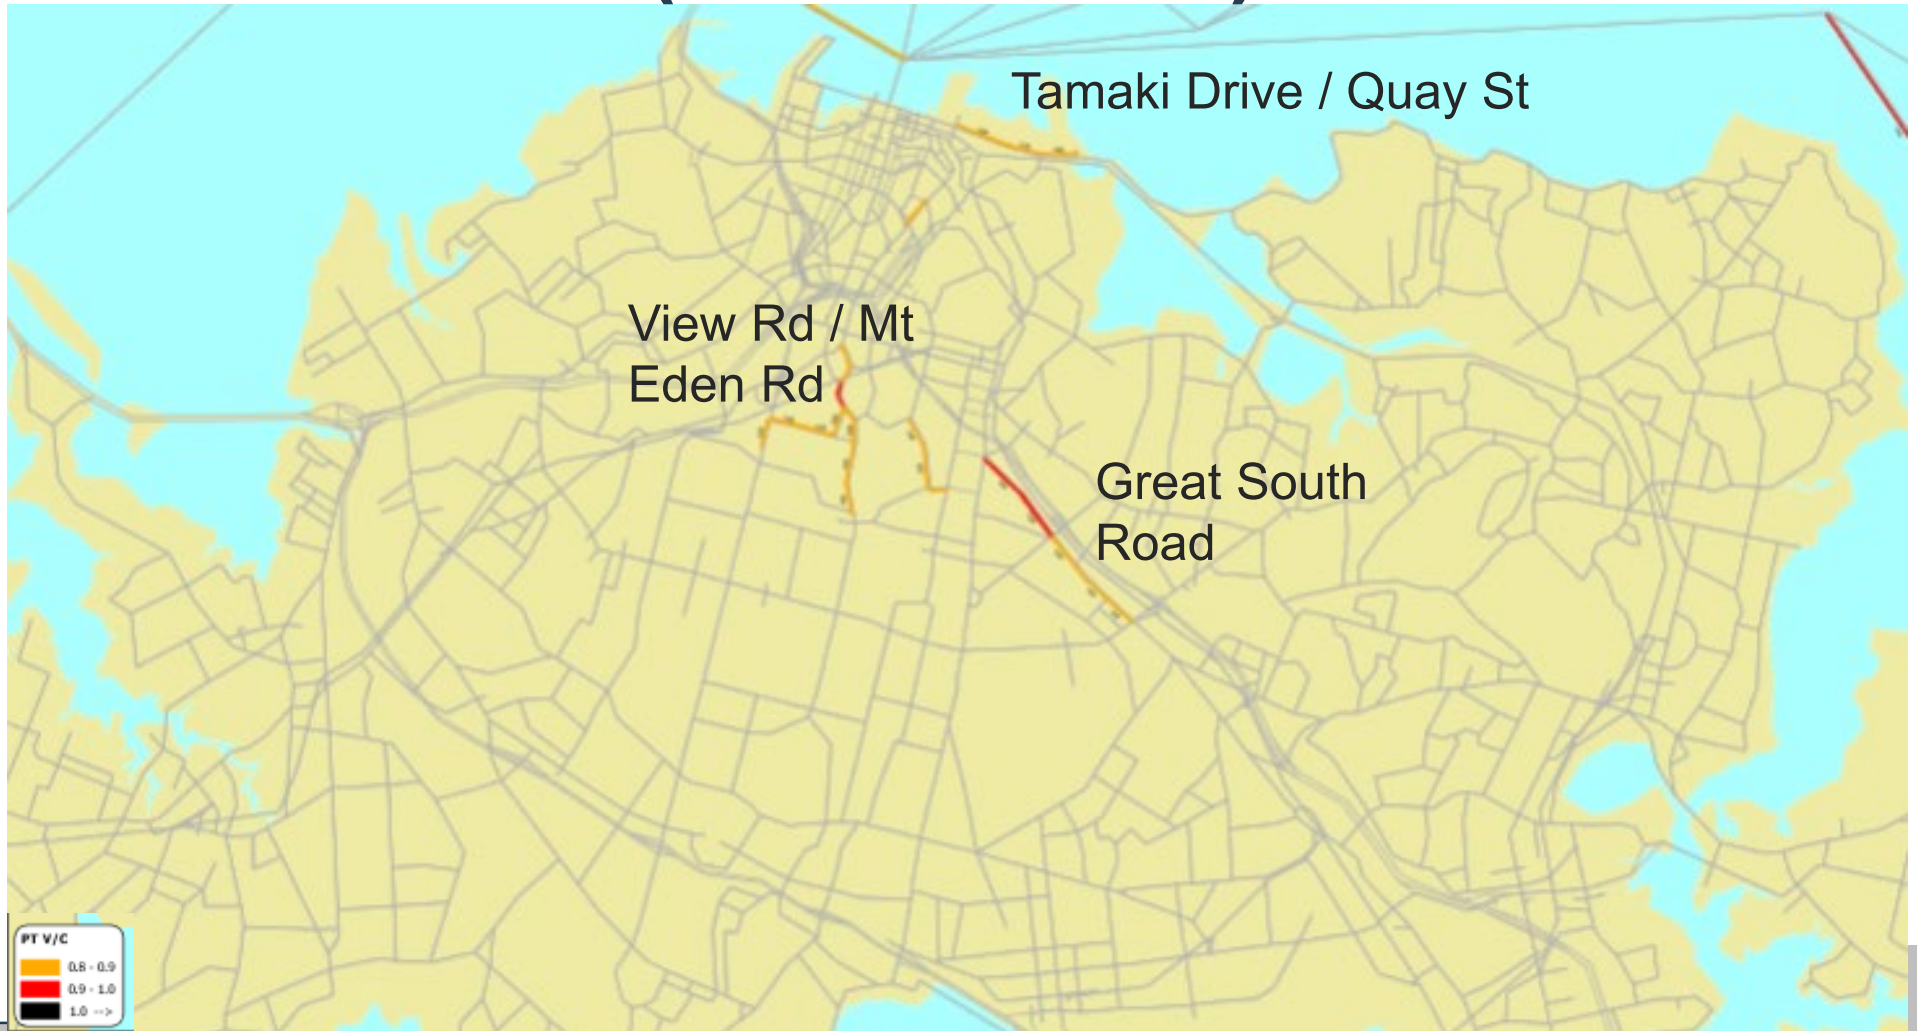 Tamaki Drive / Quay St
View Rd / Mt
Eden Rd
Great South
Road
PT V/C
0.8 - 0.9
0.9 - 1.0
1.0 -->